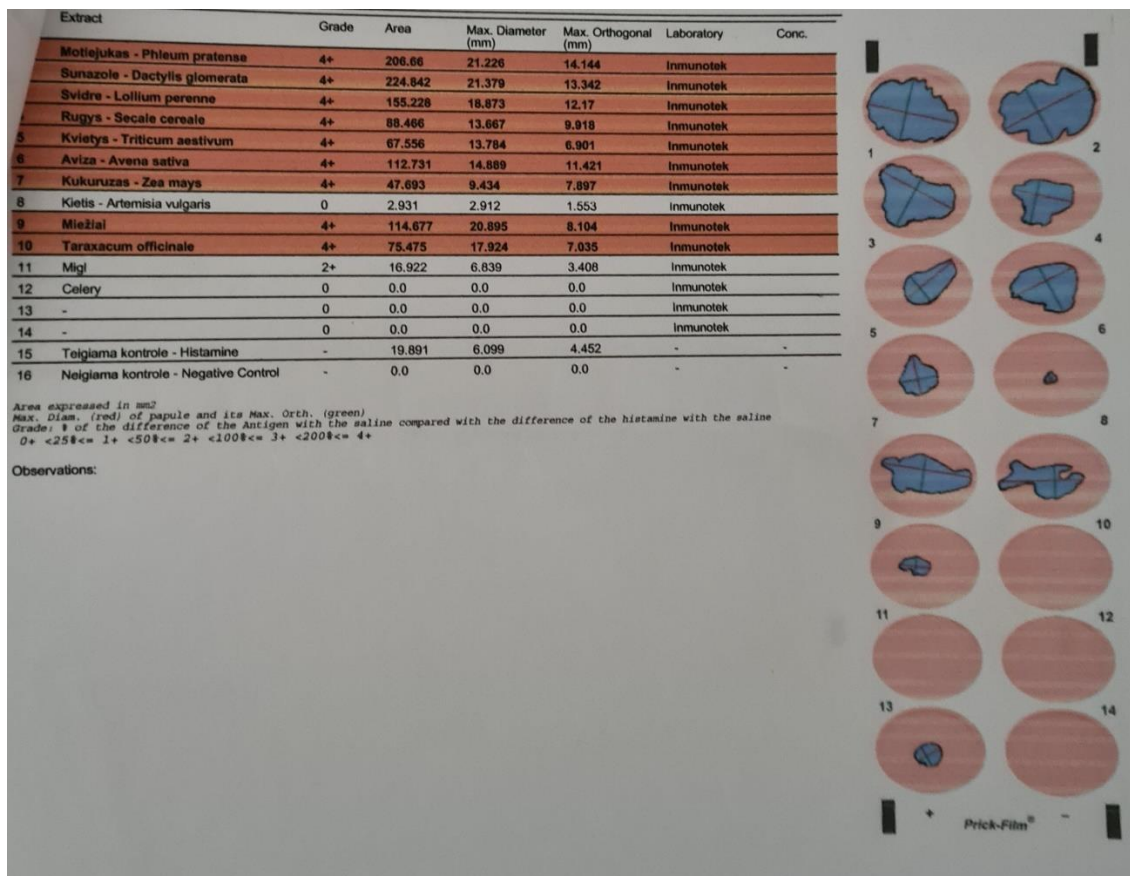 Extract Grade Area Max. Diameter (mm) Max. Orthogonal (mm) Laboratory Conc.
Motiejukas - Phleum pratense 4+ 206.66 21.226 14.144 Inmunotek
Sunazole - Dactylis glomerata 4+ 224.842 21.379 13.342 Inmunotek
Svidre - Lollium perenne 4+ 155.228 18.873 12.17 Inmunotek
Rugys - Secale cereale 4+ 88.466 13.667 9.918 Inmunotek
5 Kvietys - Triticum aestivum 4+ 67.556 13.784 6.901 Inmunotek
6 Aviza - Avena sativa 4+ 112.731 14.889 11.421 Inmunotek
7 Kukuruzas - Zea mays 4+ 47.693 9.434 7.897 Inmunotek
8 Kietis - Artemisia vulgaris 0 2.931 2.912 1.553 Inmunotek
9 Miežiai 4+ 114.677 20.895 8.104 Inmunotek
10 Taraxacum officinale 4+ 75.475 17.924 7.035 Inmunotek
11 Migl 2+ 16.922 6.839 3.408 Inmunotek
12 Celery 0 0.0 0.0 0.0 Inmunotek
13 - 0 0.0 0.0 0.0 Inmunotek
14 - 0 0.0 0.0 0.0 Inmunotek
15 Teigiama kontrole - Histamine - 19.891 6.099 4.452 - -
16 Neigiama kontrole - Negative Control - 0.0 0.0 0.0 - -
Area expressed in mm2
Max. Diam. (red) of papule and its Max. Orth. (green)
Grade: % of the difference of the Antigen with the saline compared with the difference of the histamine with the saline
0+ <25%<= 1+ <50%<= 2+ <100%<= 3+ <200%<= 4+
Observations:
1 2
3 4
5 6
7 8
9 10
11 12
13 14
+ Prick-Film® -